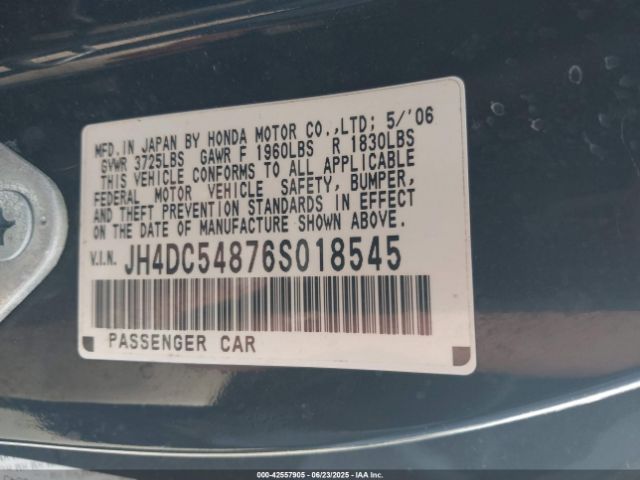 MFD. IN JAPAN BY HONDA MOTOR CO.,LTD; 5/'06
GVWR 3725LBS GAWR F 1960LBS R 1830LBS
THIS VEHICLE CONFORMS TO ALL APPLICABLE
FEDERAL MOTOR VEHICLE SAFETY, BUMPER,
AND THEFT PREVENTION STANDARDS IN EFFECT
ON THE DATE OF MANUFACTURE SHOWN ABOVE.
V.I.N. JH4DC54876S018545
PASSENGER CAR
000-42557905 - 06/23/2025 - IAA Inc.